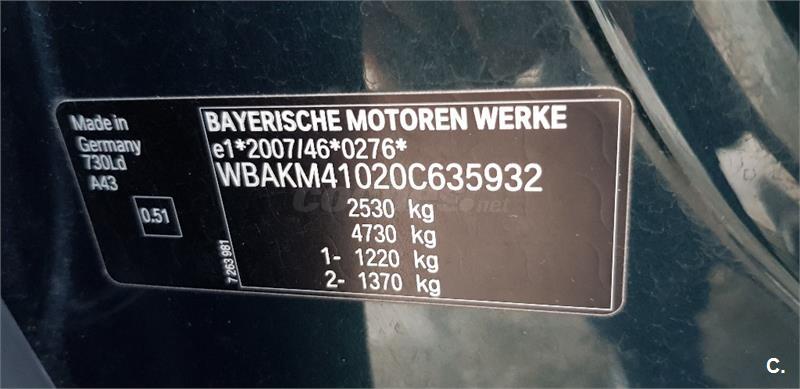 Made in
Germany
730Ld
A43
0.51
7 263 981
BAYERISCHE MOTOREN WERKE
e1*2007/46*0276*
WBAKM41020C635932
2530 kg
4730 kg
1- 1220 kg
2- 1370 kg
C.